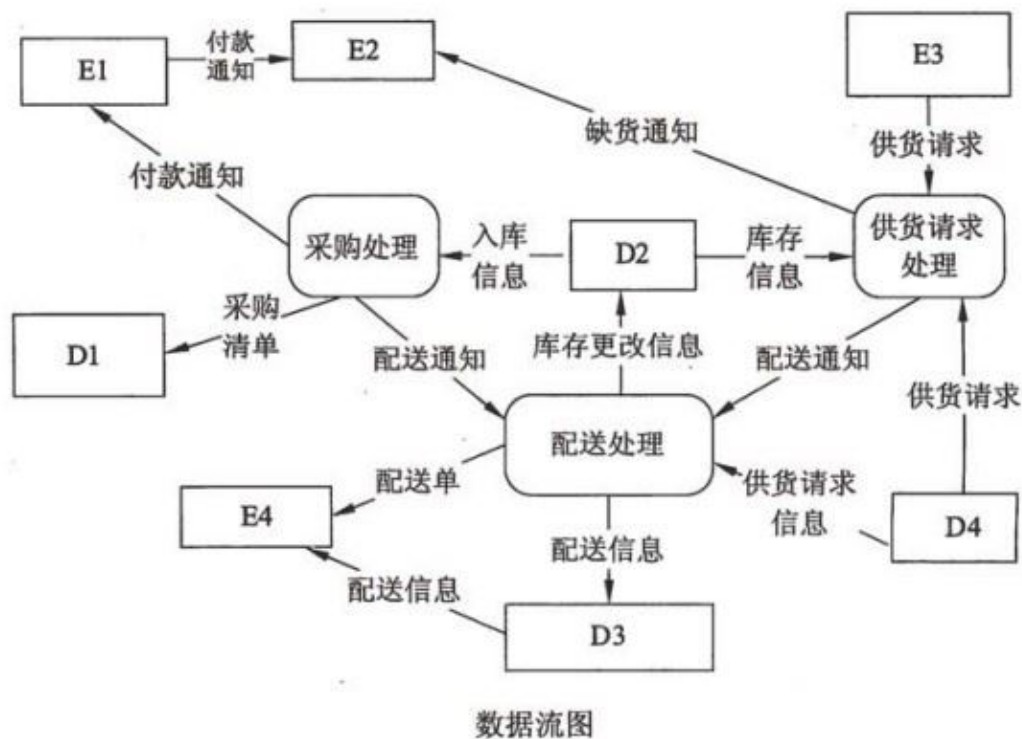 付款
通知
E1
E2
E3
缺货通知
供货请求
付款通知
采购处理
入库
信息
D2
库存
信息
供货请求
处理
采购
清单
D1
配送通知
库存更改信息
配送通知
供货请求
配送处理
配送单
供货请求
信息
E4
D4
配送信息
配送信息
D3
数据流图